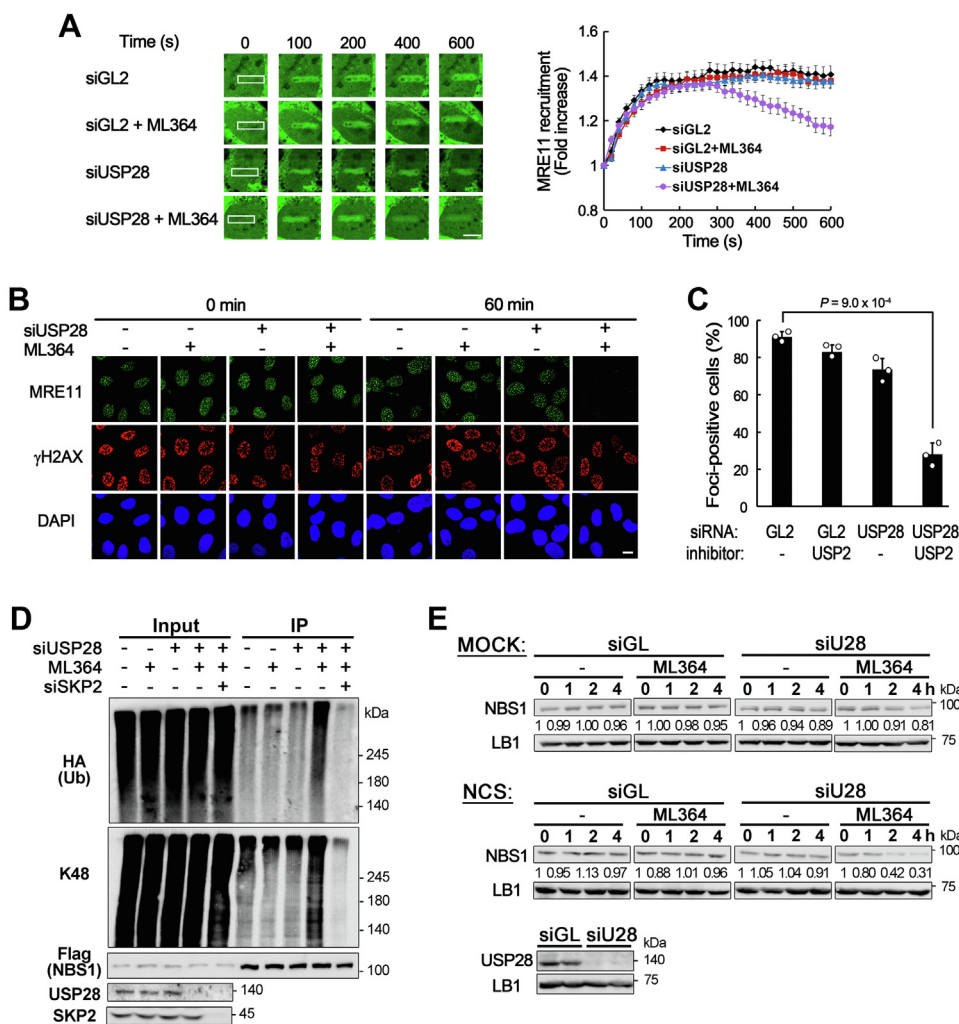 A
Time (s) 0 100 200 400 600
siGL2
siGL2 + ML364
siUSP28
siUSP28 + ML364
MRE11 recruitment
(Fold increase)
1.6
1.4
1.2
1
0.8
siGL2
siGL2+ML364
siUSP28
siUSP28+ML364
0 100 200 300 400 500 600
Time (s)
B
0 min 60 min
siUSP28 - - + + - - + +
ML364 - + - + - + - +
MRE11
γH2AX
DAPI
C
P = 9.0 x 10-4
Foci-positive cells (%)
100
80
60
40
20
0
siRNA: GL2 GL2 USP28 USP28
inhibitor: - USP2 - USP2
D
Input IP
siUSP28 - - + + + - - + + +
ML364 - + - + + - + - + +
siSKP2 - - - - + - - - - +
kDa
HA
(Ub)
245
180
140
K48
245
180
140
Flag
(NBS1)
100
USP28 140
SKP2 45
E
MOCK: siGL siU28
- ML364 - ML364
0 1 2 4 0 1 2 4 0 1 2 4 0 1 2 4 h kDa
NBS1 100
1 0.99 1.00 0.96 1 1.00 0.98 0.95 1 0.96 0.94 0.89 1 1.00 0.91 0.81
LB1 75
NCS: siGL siU28
- ML364 - ML364
0 1 2 4 0 1 2 4 0 1 2 4 0 1 2 4 h kDa
NBS1 100
1 0.95 1.13 0.97 1 0.88 1.01 0.96 1 1.05 1.04 0.91 1 0.80 0.42 0.31
LB1 75
siGL siU28 kDa
USP28 140
LB1 75